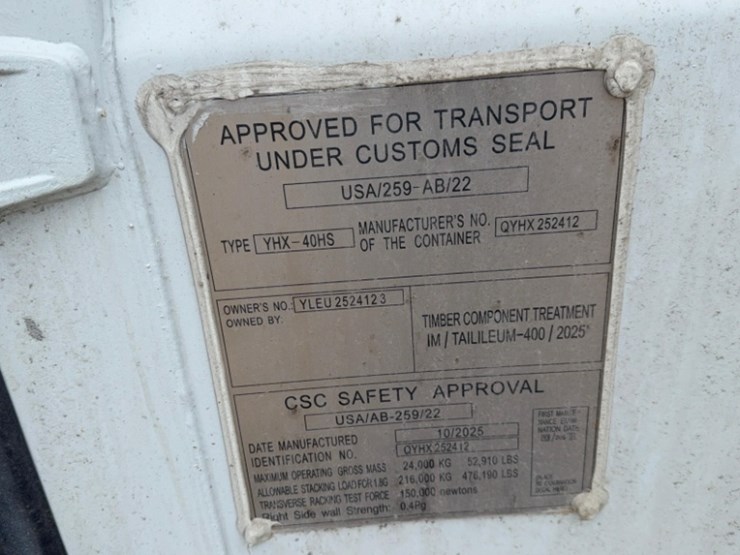 APPROVED FOR TRANSPORT
UNDER CUSTOMS SEAL
USA/259-AB/22
TYPE YHX-40HS MANUFACTURER'S NO. OF THE CONTAINER QYHX 252412
OWNER'S NO. YLEU 252412 3
OWNED BY.
TIMBER COMPONENT TREATMENT
IM / TAILILEUM-400 / 2025
CSC SAFETY APPROVAL
USA/AB-259/22
DATE MANUFACTURED 10/2025
IDENTIFICATION NO. QYHX252412
MAXIMUM OPERATING GROSS MASS 24,000 KG 52,910 LBS
ALLOWABLE STACKING LOAD FOR 1.8G 216,000 KG 476,190 LBS
TRANSVERSE RACKING TEST FORCE 150,000 newtons
Right Side wall Strength: 0.4Pg